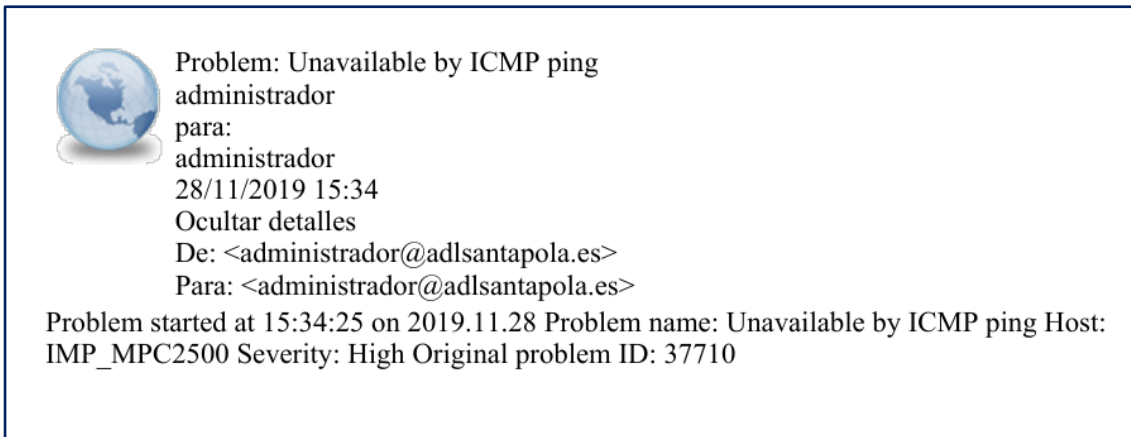 Problem: Unavailable by ICMP ping
administrador
para:
administrador
28/11/2019 15:34
Ocultar detalles
De: <administrador@adlsantapola.es>
Para: <administrador@adlsantapola.es>
Problem started at 15:34:25 on 2019.11.28 Problem name: Unavailable by ICMP ping Host:
IMP_MPC2500 Severity: High Original problem ID: 37710